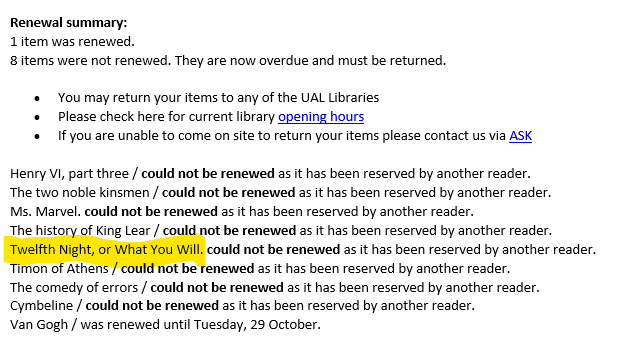 Renewal summary:
1 item was renewed.
8 items were not renewed. They are now overdue and must be returned.
• You may return your items to any of the UAL Libraries
• Please check here for current library opening hours
• If you are unable to come on site to return your items please contact us via ASK
Henry VI, part three / could not be renewed as it has been reserved by another reader.
The two noble kinsmen / could not be renewed as it has been reserved by another reader.
Ms. Marvel. could not be renewed as it has been reserved by another reader.
The history of King Lear / could not be renewed as it has been reserved by another reader.
Twelfth Night, or What You Will. could not be renewed as it has been reserved by another reader.
Timon of Athens / could not be renewed as it has been reserved by another reader.
The comedy of errors / could not be renewed as it has been reserved by another reader.
Cymbeline / could not be renewed as it has been reserved by another reader.
Van Gogh / was renewed until Tuesday, 29 October.